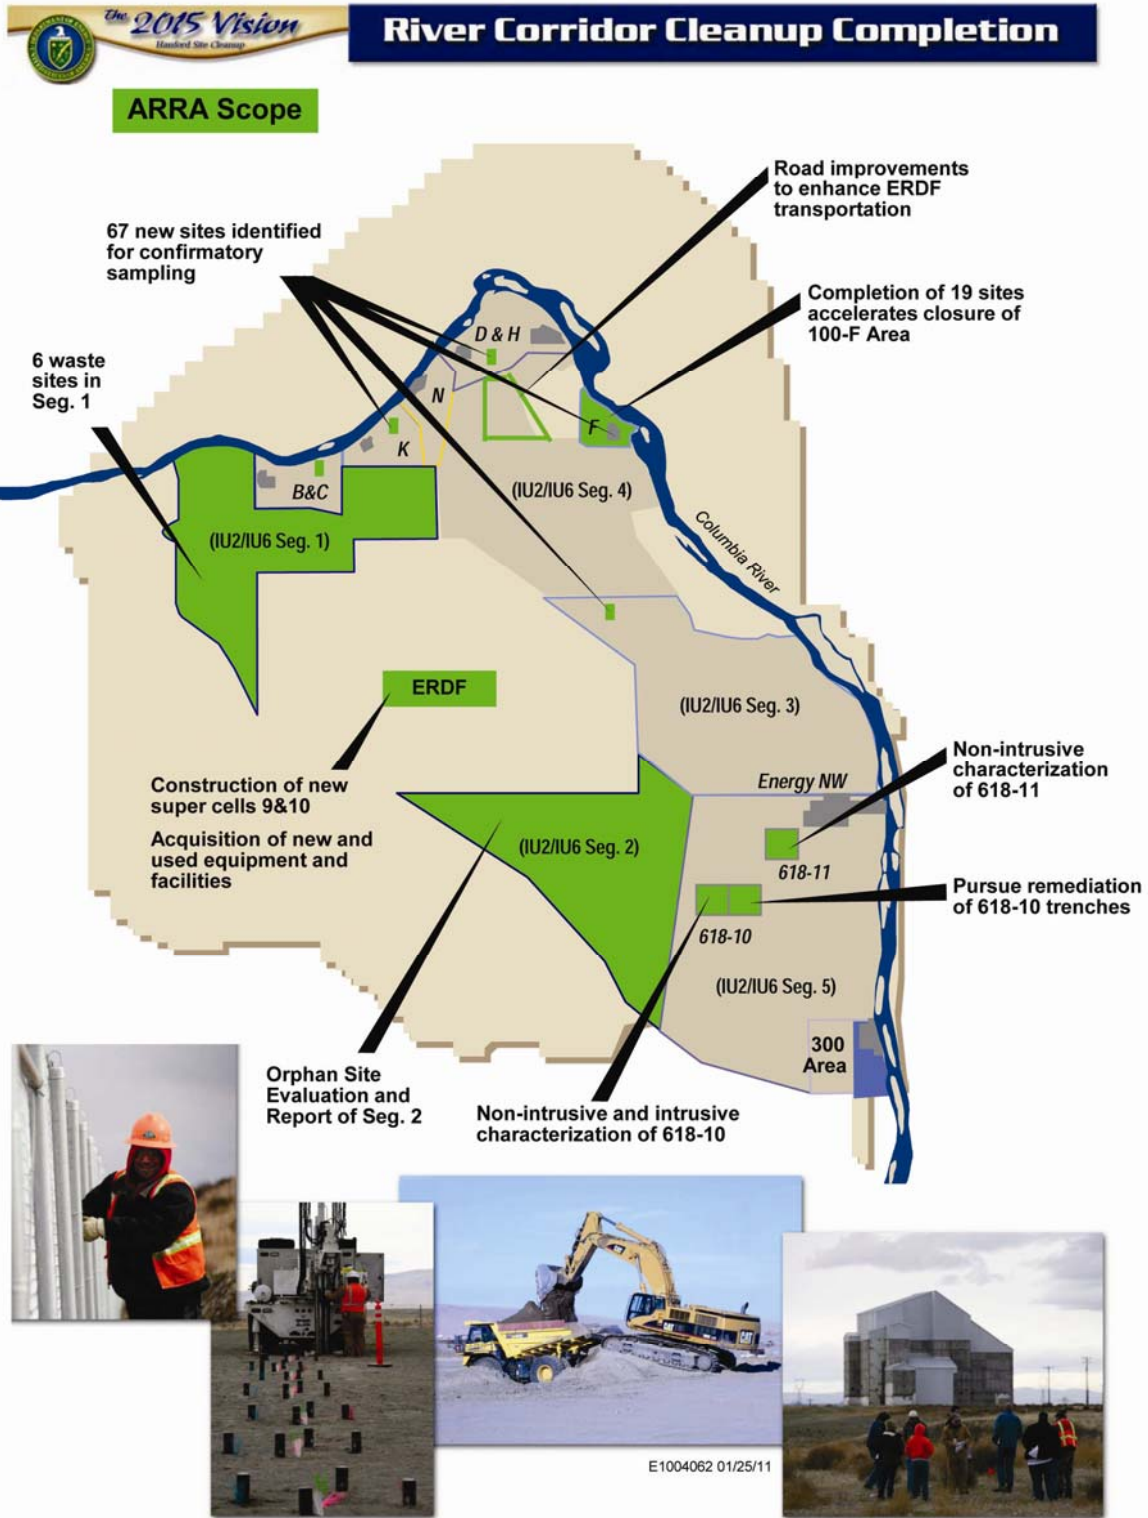 The 2015 Vision
Hanford Site Cleanup
River Corridor Cleanup Completion
ARRA Scope
Road improvements
to enhance ERDF
transportation
67 new sites identified
for confirmatory
sampling
Completion of 19 sites
accelerates closure of
100-F Area
6 waste
sites in
Seg. 1
D & H
N
F
K
B&C
(IU2/IU6 Seg. 4)
(IU2/IU6 Seg. 1)
Columbia River
ERDF
(IU2/IU6 Seg. 3)
Construction of new
super cells 9&10
Acquisition of new and
used equipment and
facilities
Energy NW
Non-intrusive
characterization
of 618-11
(IU2/IU6 Seg. 2)
618-11
Pursue remediation
of 618-10 trenches
618-10
(IU2/IU6 Seg. 5)
300
Area
Orphan Site
Evaluation and
Report of Seg. 2
Non-intrusive and intrusive
characterization of 618-10
CAT
CAT
E1004062 01/25/11